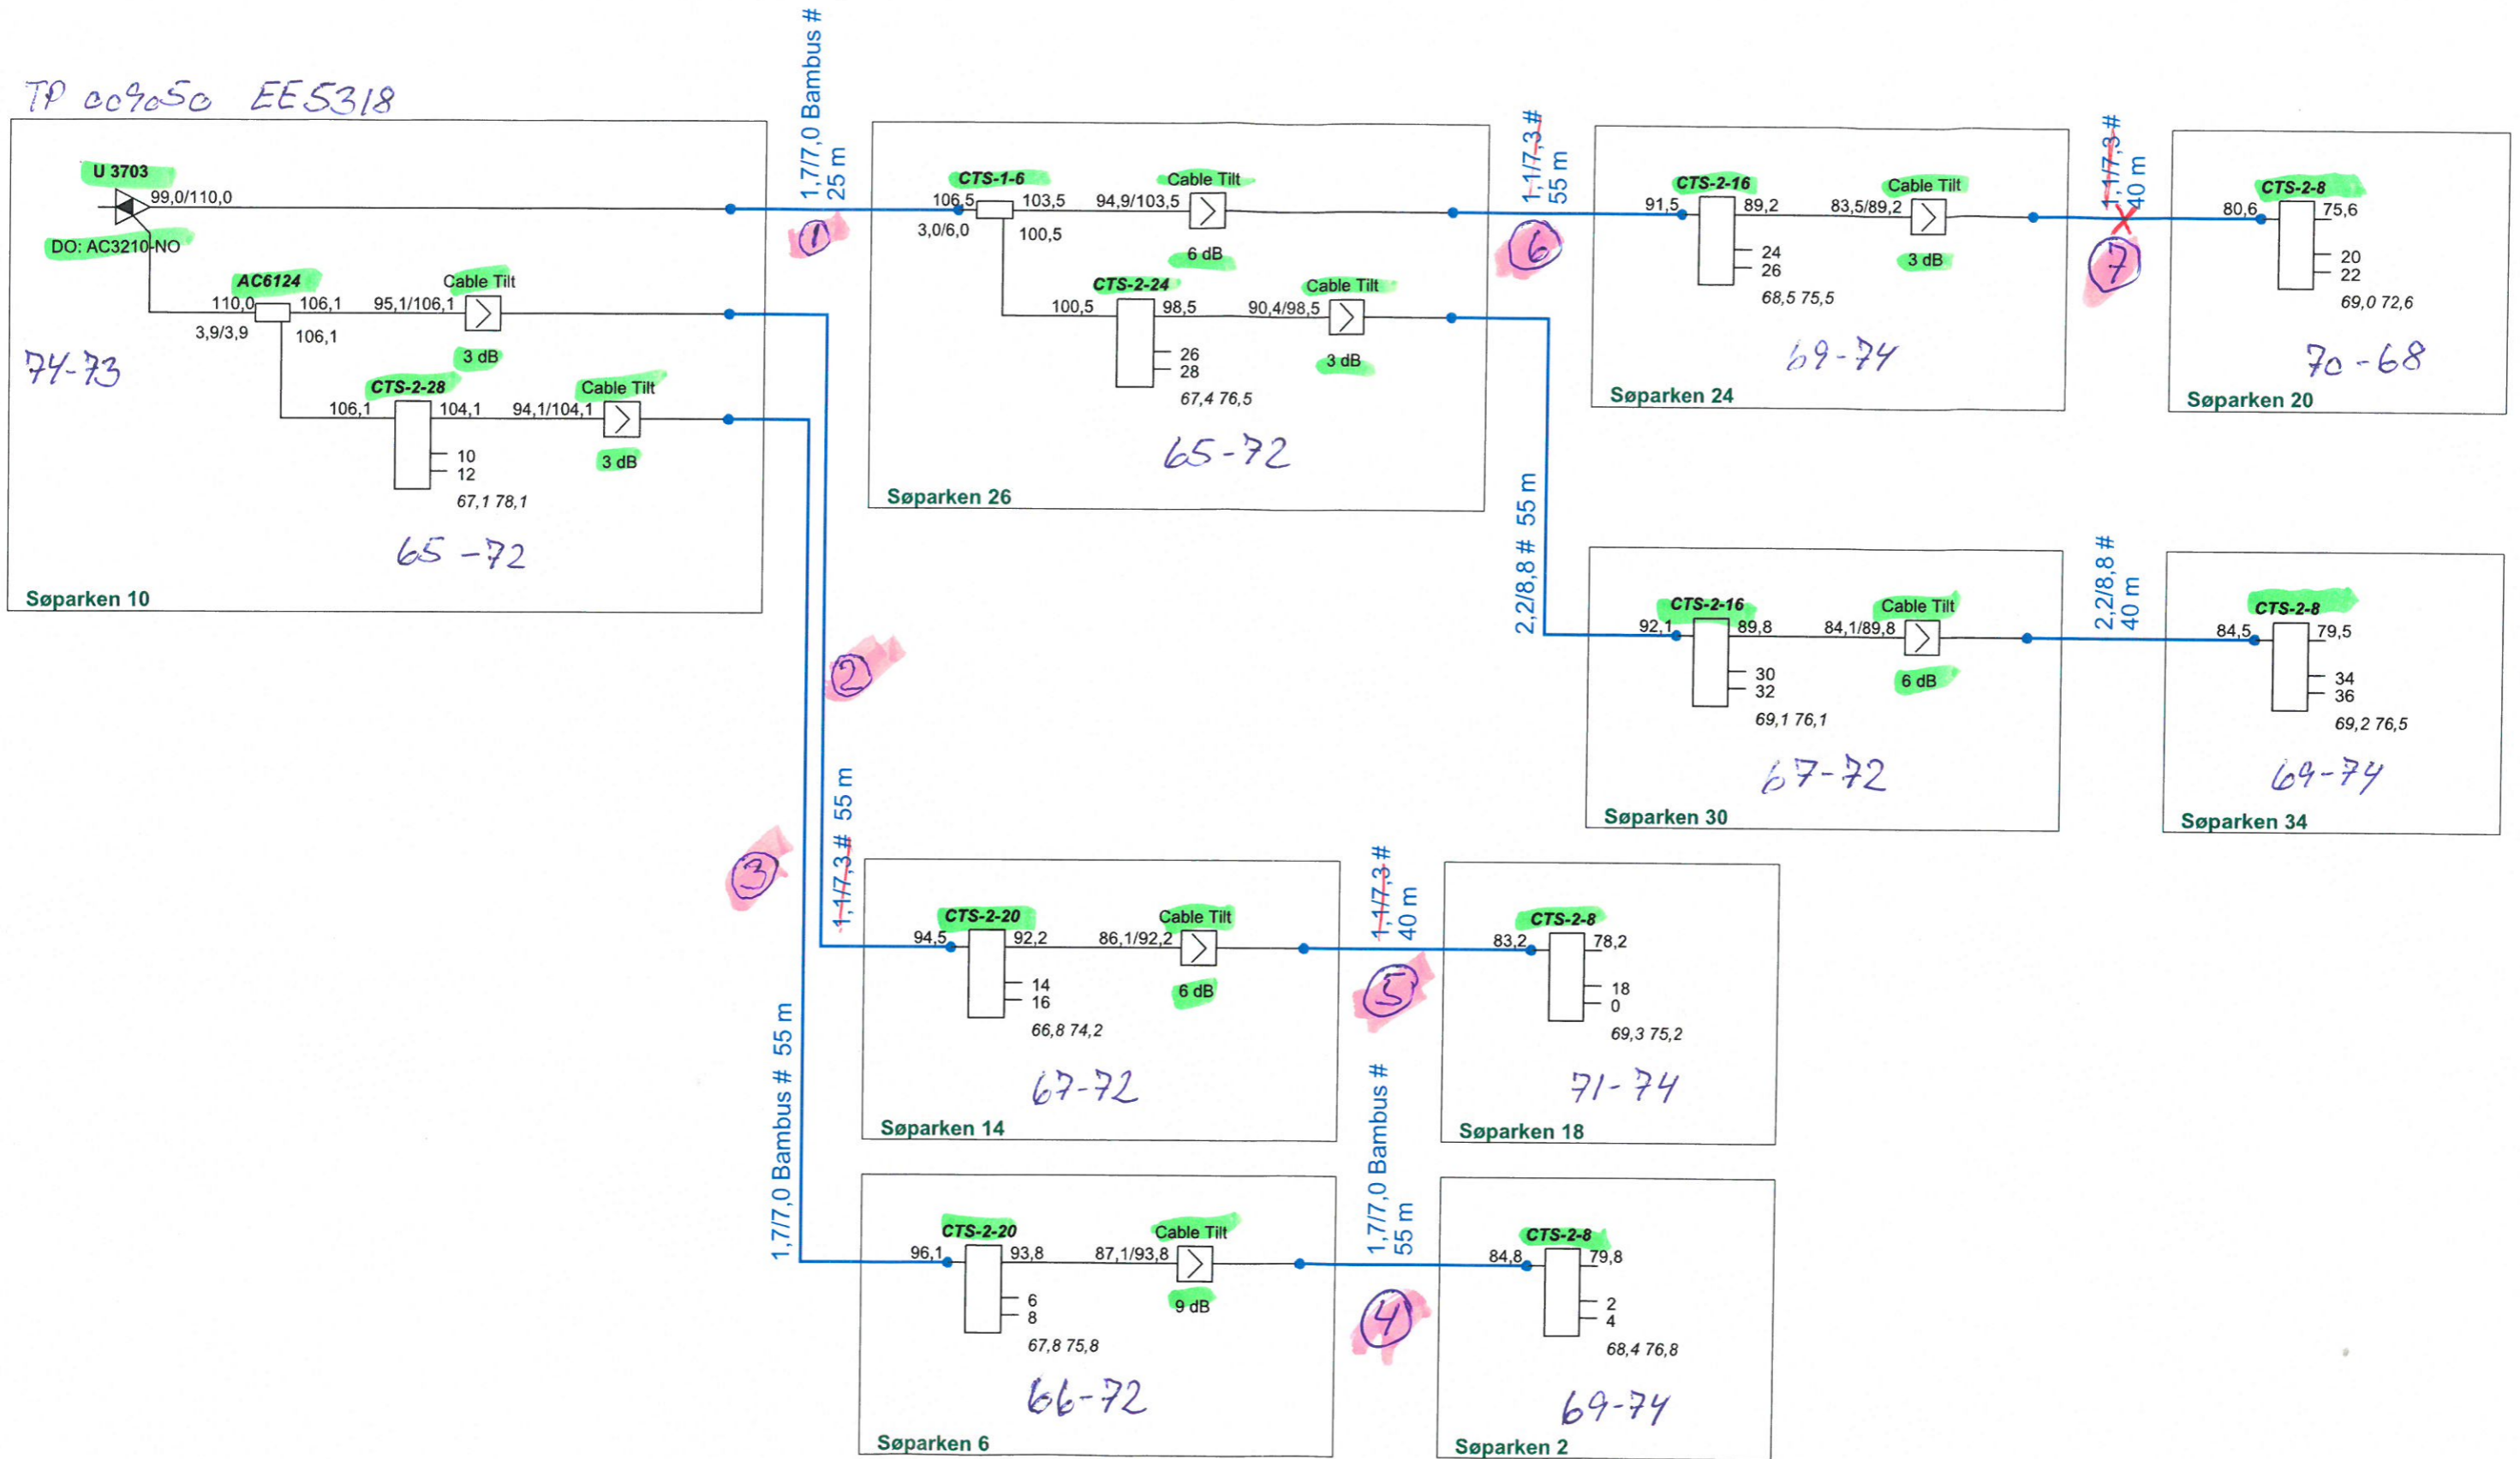 TP 009050 EE5318
U 3703
99,0/110,0
DO: AC3210-NO
AC6124
110,0
106,1
95,1/106,1
Cable Tilt
3,9/3,9
106,1
3 dB
74-73
CTS-2-28
106,1
104,1
94,1/104,1
Cable Tilt
3 dB
10
12
67,1 78,1
65-72
Søparken 10
1,7/7,0 Bambus #
25 m
1
CTS-1-6
106,5
103,5
94,9/103,5
Cable Tilt
3,0/6,0
100,5
6 dB
CTS-2-24
100,5
98,5
90,4/98,5
Cable Tilt
3 dB
26
28
67,4 76,5
65-72
Søparken 26
1,1/7,3 #
55 m
6
CTS-2-16
91,5
89,2
83,5/89,2
Cable Tilt
3 dB
24
26
68,5 75,5
69-74
Søparken 24
1,1/7,3 #
40 m
7
CTS-2-8
80,6
75,6
20
22
69,0 72,6
70-68
Søparken 20
2,2/8,8 # 55 m
CTS-2-16
92,1
89,8
84,1/89,8
Cable Tilt
6 dB
30
32
69,1 76,1
67-72
Søparken 30
2,2/8,8 #
40 m
CTS-2-8
84,5
79,5
34
36
69,2 76,5
69-74
Søparken 34
2
1,1/7,3 # 55 m
CTS-2-20
94,5
92,2
86,1/92,2
Cable Tilt
6 dB
14
16
66,8 74,2
67-72
Søparken 14
1,1/7,3 #
40 m
5
CTS-2-8
83,2
78,2
18
0
69,3 75,2
71-74
Søparken 18
3
1,7/7,0 Bambus # 55 m
CTS-2-20
96,1
93,8
87,1/93,8
Cable Tilt
9 dB
6
8
67,8 75,8
66-72
Søparken 6
1,7/7,0 Bambus #
55 m
4
CTS-2-8
84,8
79,8
2
4
68,4 76,8
69-74
Søparken 2